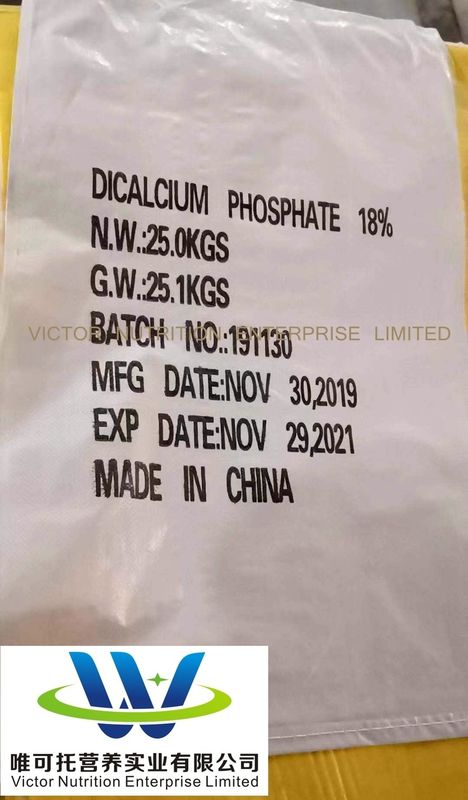 DICALCIUM PHOSPHATE 18%
N.W.:25.0KGS
G.W.:25.1KGS
VICTOR NUTRITION ENTERPRISE LIMITED
BATCH NO.:191130
MFG DATE:NOV 30,2019
EXP DATE:NOV 29,2021
MADE IN CHINA
唯可托营养实业有限公司
Victor Nutrition Enterprise Limited